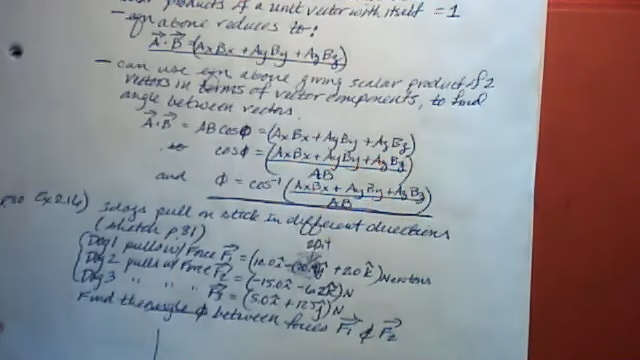 products of a unit vector with itself = 1
- eqn above reduces to:
A⃗·B⃗ = (AxBx + AyBy + AzBz)
- can use eqn above giving scalar product of 2
vectors in terms of vector components, to find
angle between vectors.
A⃗·B⃗ = ABcosϕ = (AxBx + AyBy + AzBz)
so cosϕ = (AxBx + AyBy + AzBz)
AB
and ϕ = cos⁻¹ (AxBx + AyBy + AzBz)
AB
Ex 2.16) 3 dogs pull on stick in different directions
(sketch p.81)
Dog 1 pulls w/ Force F⃗₁ = (10.0î - + 2.0k̂) Newtons
Dog 2 pulls w/ Force F⃗₂ = (-15.0î - 6.2k̂) N
Dog 3 " " " F⃗₃ = (5.0î + 12.5ĵ) N
Find the angle ϕ between forces F⃗₁ & F⃗₂